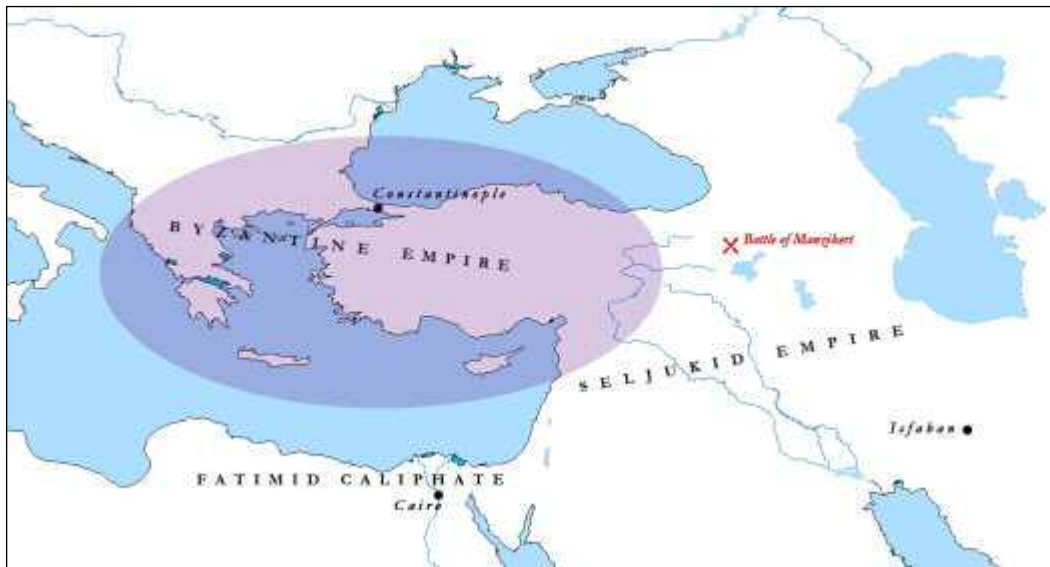 Constantinople
BYZANTINE EMPIRE
Battle of Manzikert
SELJUKID EMPIRE
Isfahan
FATIMID CALIPHATE
Cairo